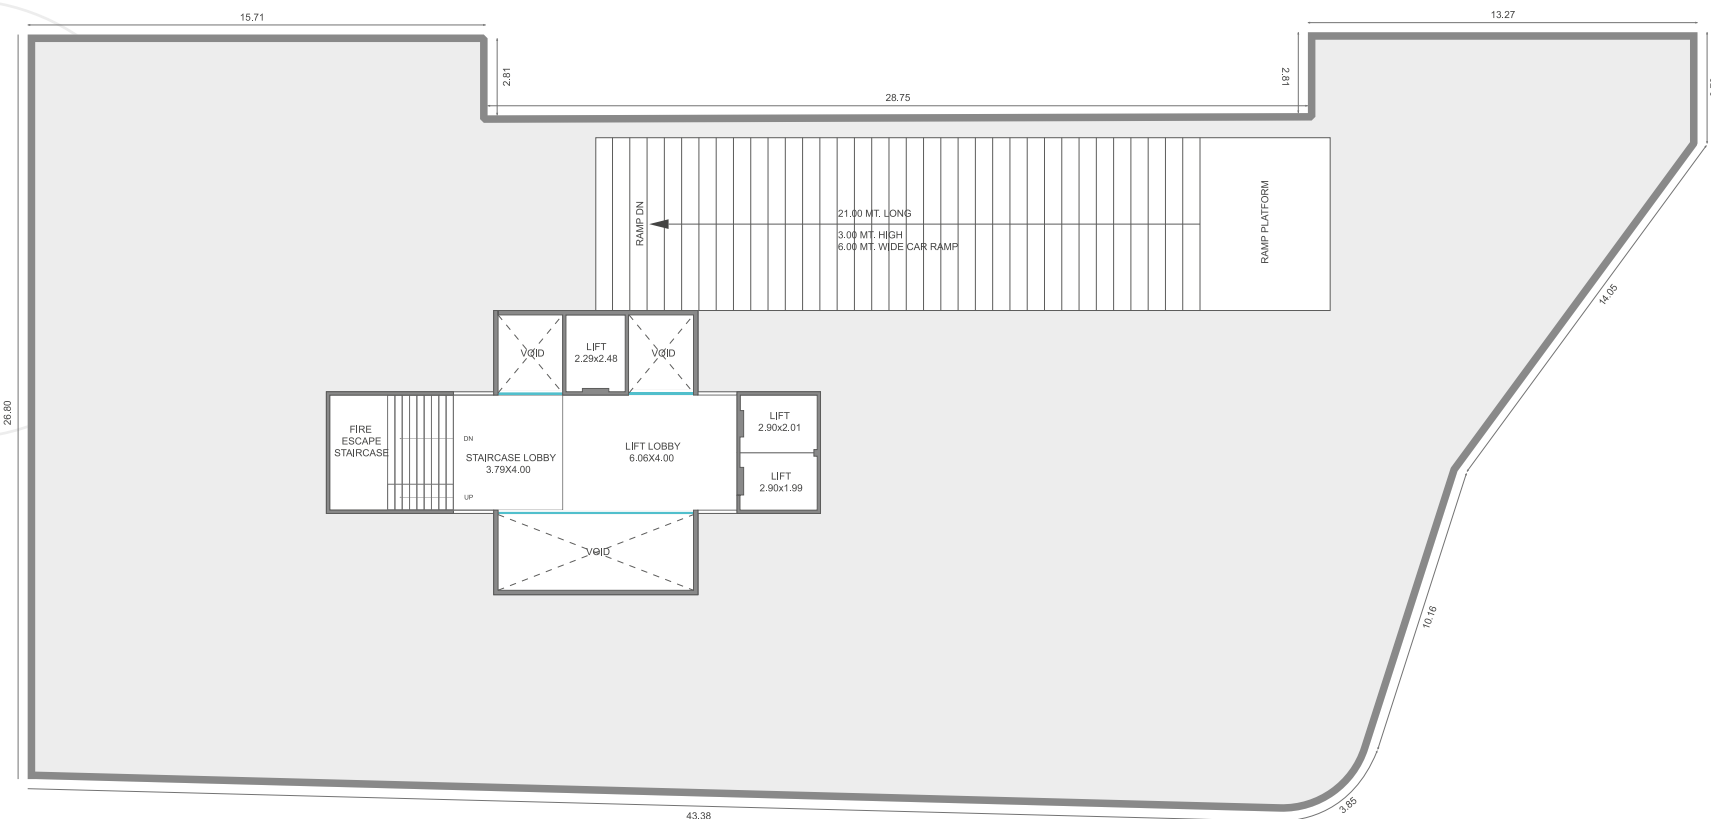 15.71
13.27
2.81
2.81
28.75
RAMP DN
21.00 MT. LONG
3.00 MT. HIGH
6.00 MT. WIDE CAR RAMP
RAMP PLATFORM
14.05
VOID
LIFT
2.29x2.48
VOID
26.80
FIRE
ESCAPE
STAIRCASE
DN
UP
STAIRCASE LOBBY
3.79X4.00
LIFT LOBBY
6.06X4.00
LIFT
2.90x2.01
LIFT
2.90x1.99
VOID
10.16
3.85
43.38